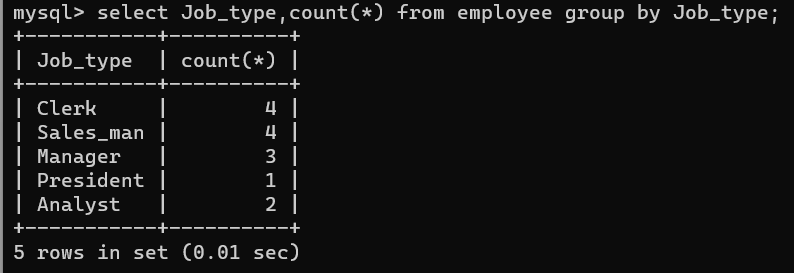 mysql> select Job_type,count(*) from employee group by Job_type;
+-----------+----------+
| Job_type  | count(*) |
+-----------+----------+
| Clerk     |        4 |
| Sales_man |        4 |
| Manager   |        3 |
| President |        1 |
| Analyst   |        2 |
+-----------+----------+
5 rows in set (0.01 sec)